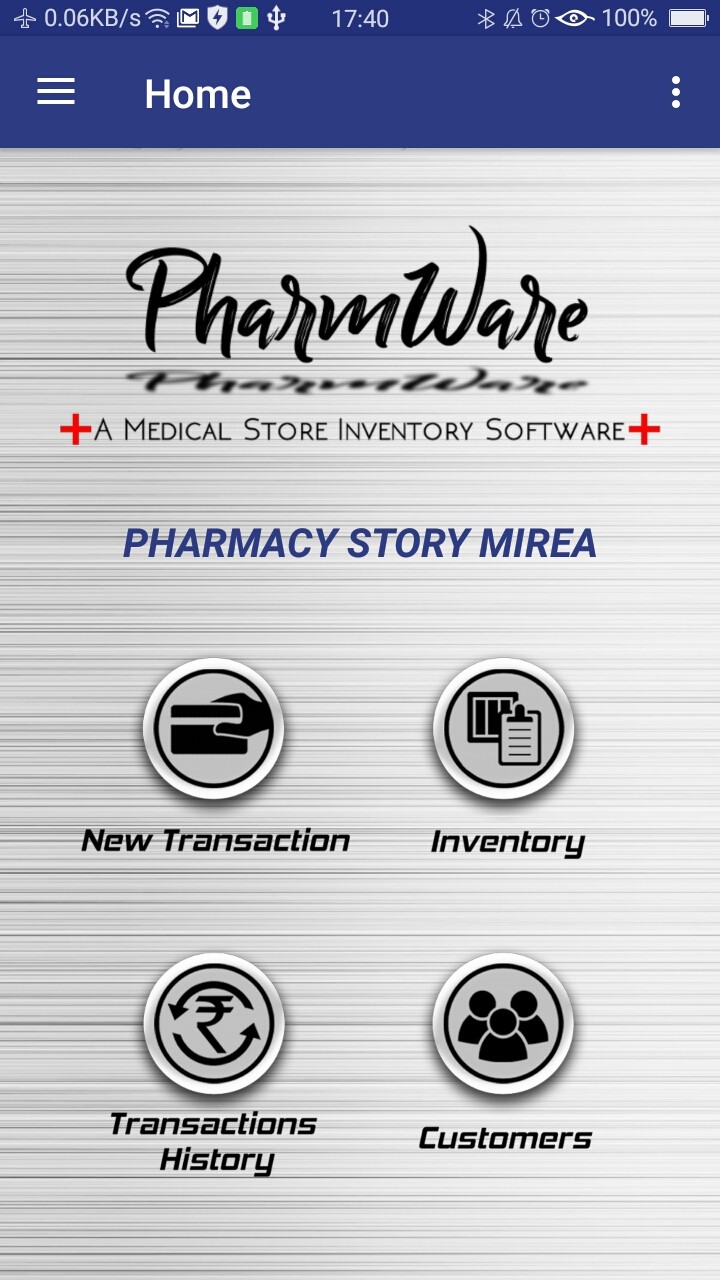 0.06KB/s 17:40 100%
Home
PharmWare
A MEDICAL STORE INVENTORY SOFTWARE
PHARMACY STORY MIREA
New Transaction Inventory
₹
Transactions
History
Customers